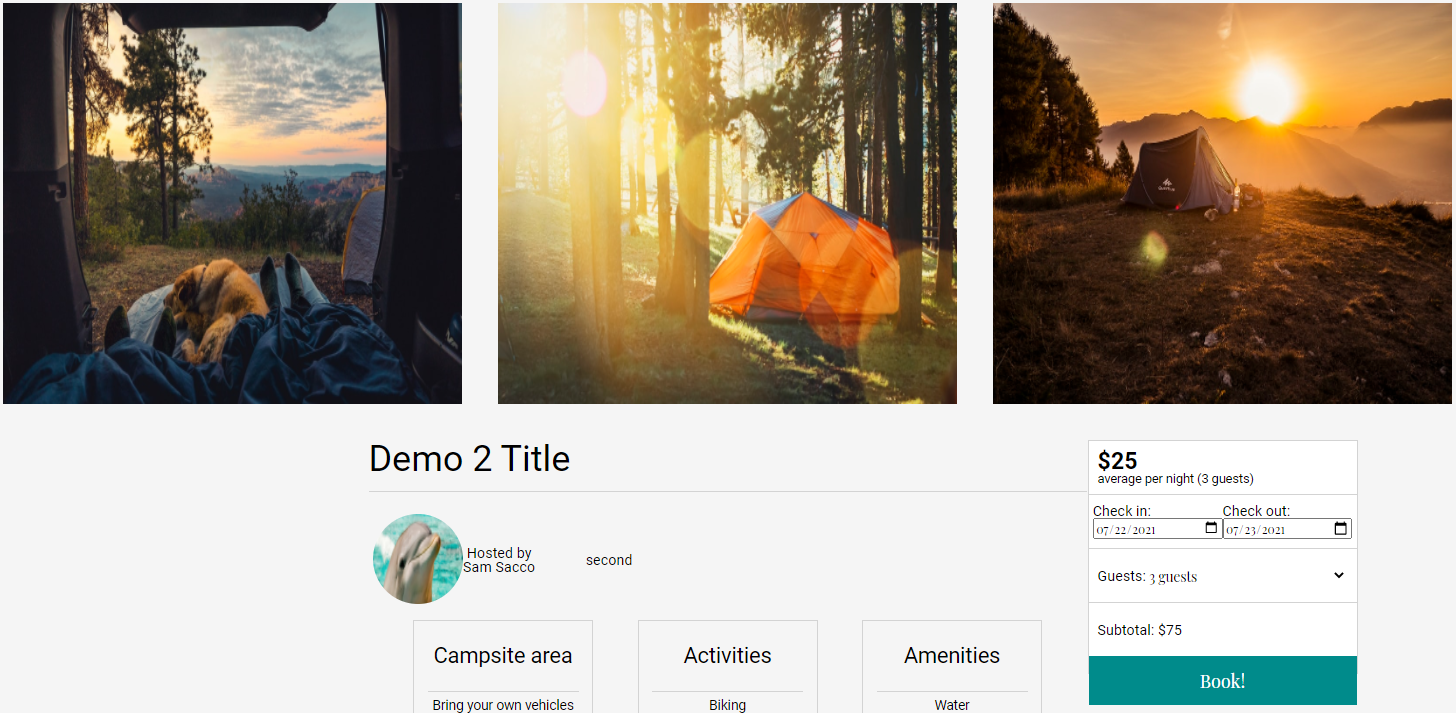 Demo 2 Title
Hosted by
Sam Sacco
second
Campsite area
Activities
Amenities
Bring your own vehicles
Biking
Water
$25
average per night (3 guests)
Check in:
Check out:
07/22/2021
07/23/2021
Guests: 3 guests
Subtotal: $75
Book!